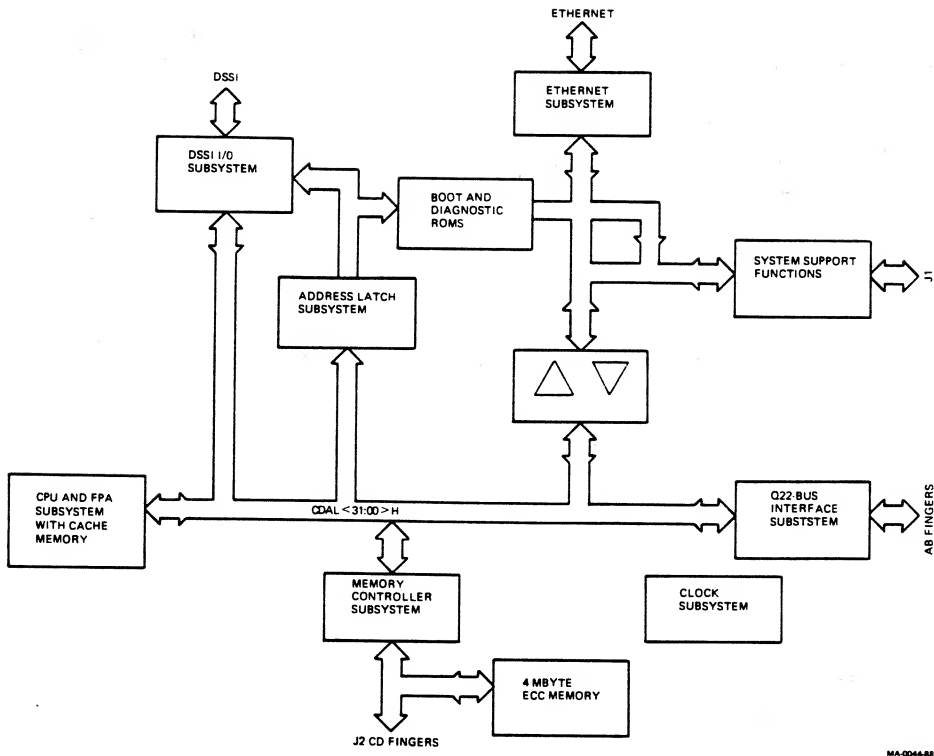 ETHERNET
DSSI
ETHERNET
SUBSYSTEM
DSSI I/O
SUBSYSTEM
BOOT AND
DIAGNOSTIC
ROMS
SYSTEM SUPPORT
FUNCTIONS
J1
ADDRESS LATCH
SUBSYSTEM
CPU AND FPA
SUBSYSTEM
WITH CACHE
MEMORY
CDAL <31:00> H
Q22-BUS
INTERFACE
SUBSTSTEM
AB FINGERS
MEMORY
CONTROLLER
SUBSYSTEM
CLOCK
SUBSYSTEM
4 MBYTE
ECC MEMORY
J2 CD FINGERS